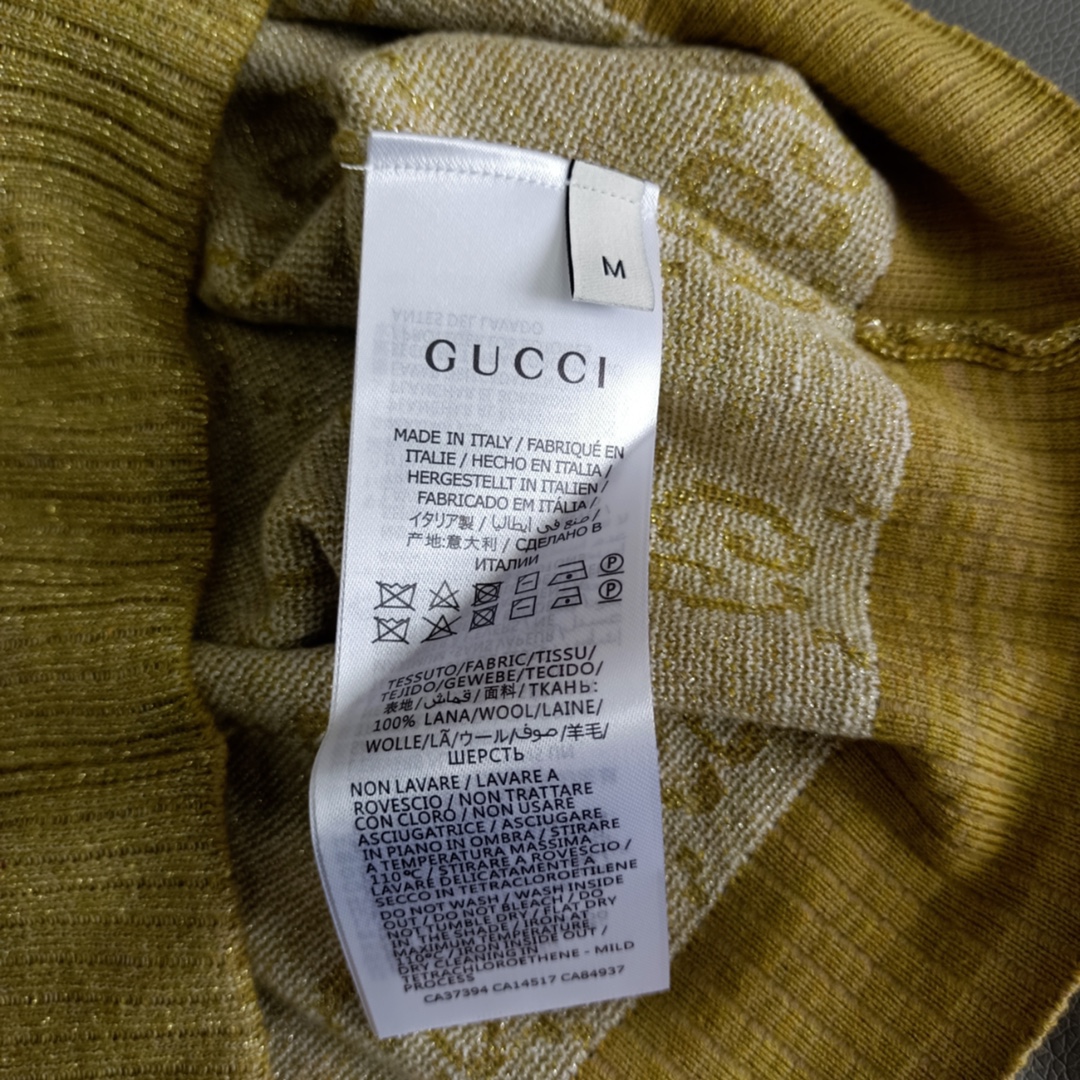 M
GUCCI
MADE IN ITALY / FABRIQUÉ EN
ITALIE / HECHO EN ITALIA /
HERGESTELLT IN ITALIEN /
FABRICADO EM ITÁLIA /
イタリア製 / صنع في ايطاليا /
产地:意大利 / СДЕЛАНО В
ИТАЛИИ
P
P
TESSUTO/FABRIC/TISSU/
TEJIDO/GEWEBE/TECIDO/
表地/قماش/面料/ТКАНЬ:
100% LANA/WOOL/LAINE/
WOLLE/LÃ/ウール/صوف/羊毛/
ШЕРСТЬ
NON LAVARE / LAVARE A
ROVESCIO / NON TRATTARE
CON CLORO / NON USARE
ASCIUGATRICE / ASCIUGARE
IN PIANO IN OMBRA / STIRARE
A TEMPERATURA MASSIMA
110°C / STIRARE A ROVESCIO /
LAVARE DELICATAMENTE A
SECCO IN TETRACLOROETILENE
DO NOT WASH / WASH INSIDE
OUT / DO NOT BLEACH / DO
NOT TUMBLE DRY / FLAT DRY
IN THE SHADE / IRON AT
MAXIMUM TEMPERATURE
110°C / IRON INSIDE OUT /
DRY CLEANING IN
TETRACHLOROETHENE - MILD
PROCESS
CA37394 CA14517 CA84937